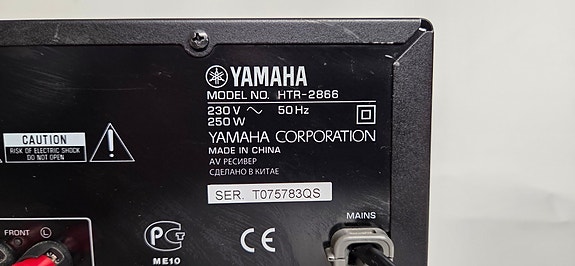 YAMAHA
MODEL NO. HTR-2866
230 V ~ 50 Hz
250 W
YAMAHA CORPORATION
MADE IN CHINA
AV РЕСИВЕР
СДЕЛАНО В КИТАЕ
SER. T075783QS
CAUTION
RISK OF ELECTRIC SHOCK
DO NOT OPEN
MAINS
FRONT L
РСТ
ME10
CE